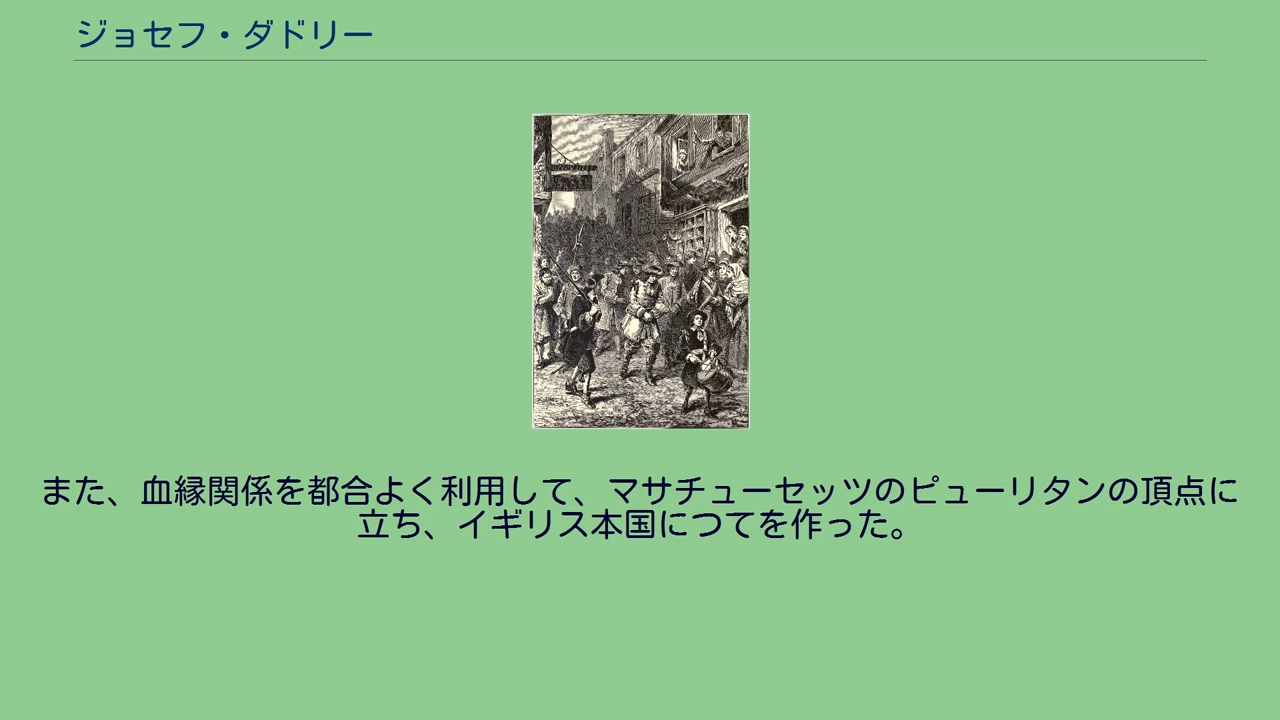 ジョセフ・ダドリー
また、血縁関係を都合よく利用して、マサチューセッツのピューリタンの頂点に
立ち、イギリス本国につてを作った。